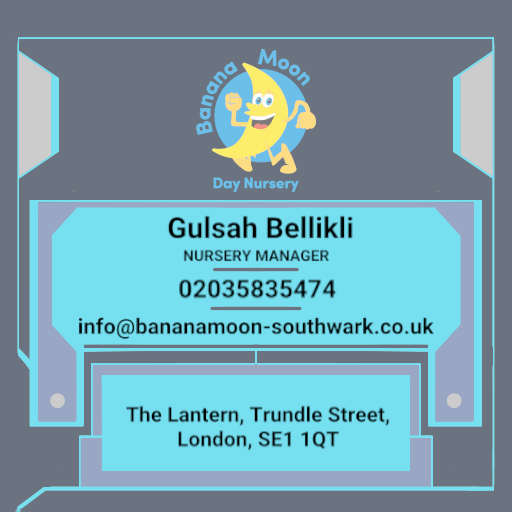 Banana Moon
Day Nursery
Gulsah Bellikli
NURSERY MANAGER
02035835474
info@bananamoon-southwark.co.uk
The Lantern, Trundle Street,
London, SE1 1QT